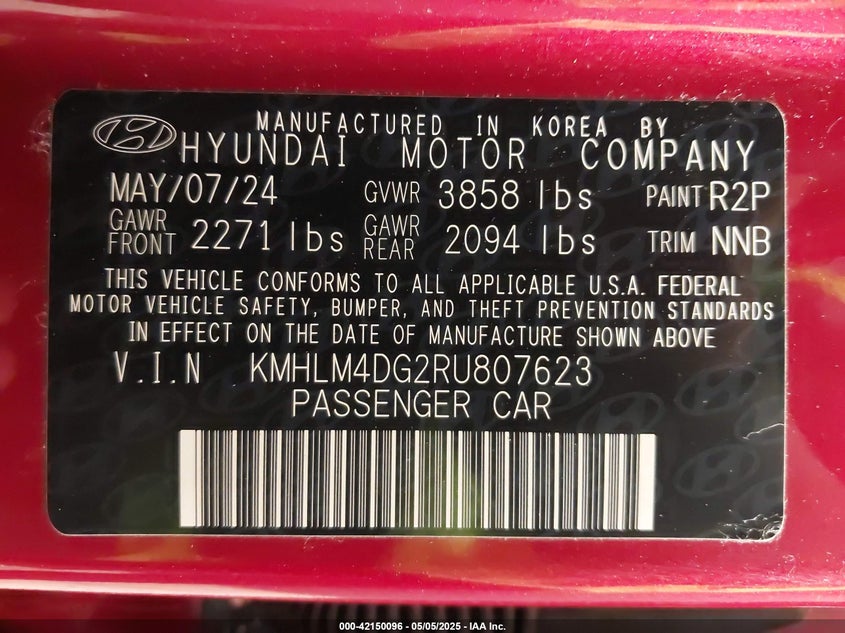 MANUFACTURED IN KOREA BY
HYUNDAI MOTOR COMPANY
MAY/07/24 GVWR 3858 lbs PAINT R2P
GAWR FRONT 2271 lbs GAWR REAR 2094 lbs TRIM NNB
THIS VEHICLE CONFORMS TO ALL APPLICABLE U.S.A. FEDERAL
MOTOR VEHICLE SAFETY, BUMPER, AND THEFT PREVENTION STANDARDS
IN EFFECT ON THE DATE OF MANUFACTURE SHOWN ABOVE
V.I.N KMHLM4DG2RU807623
PASSENGER CAR
000-42150096 - 05/05/2025 - IAA Inc.